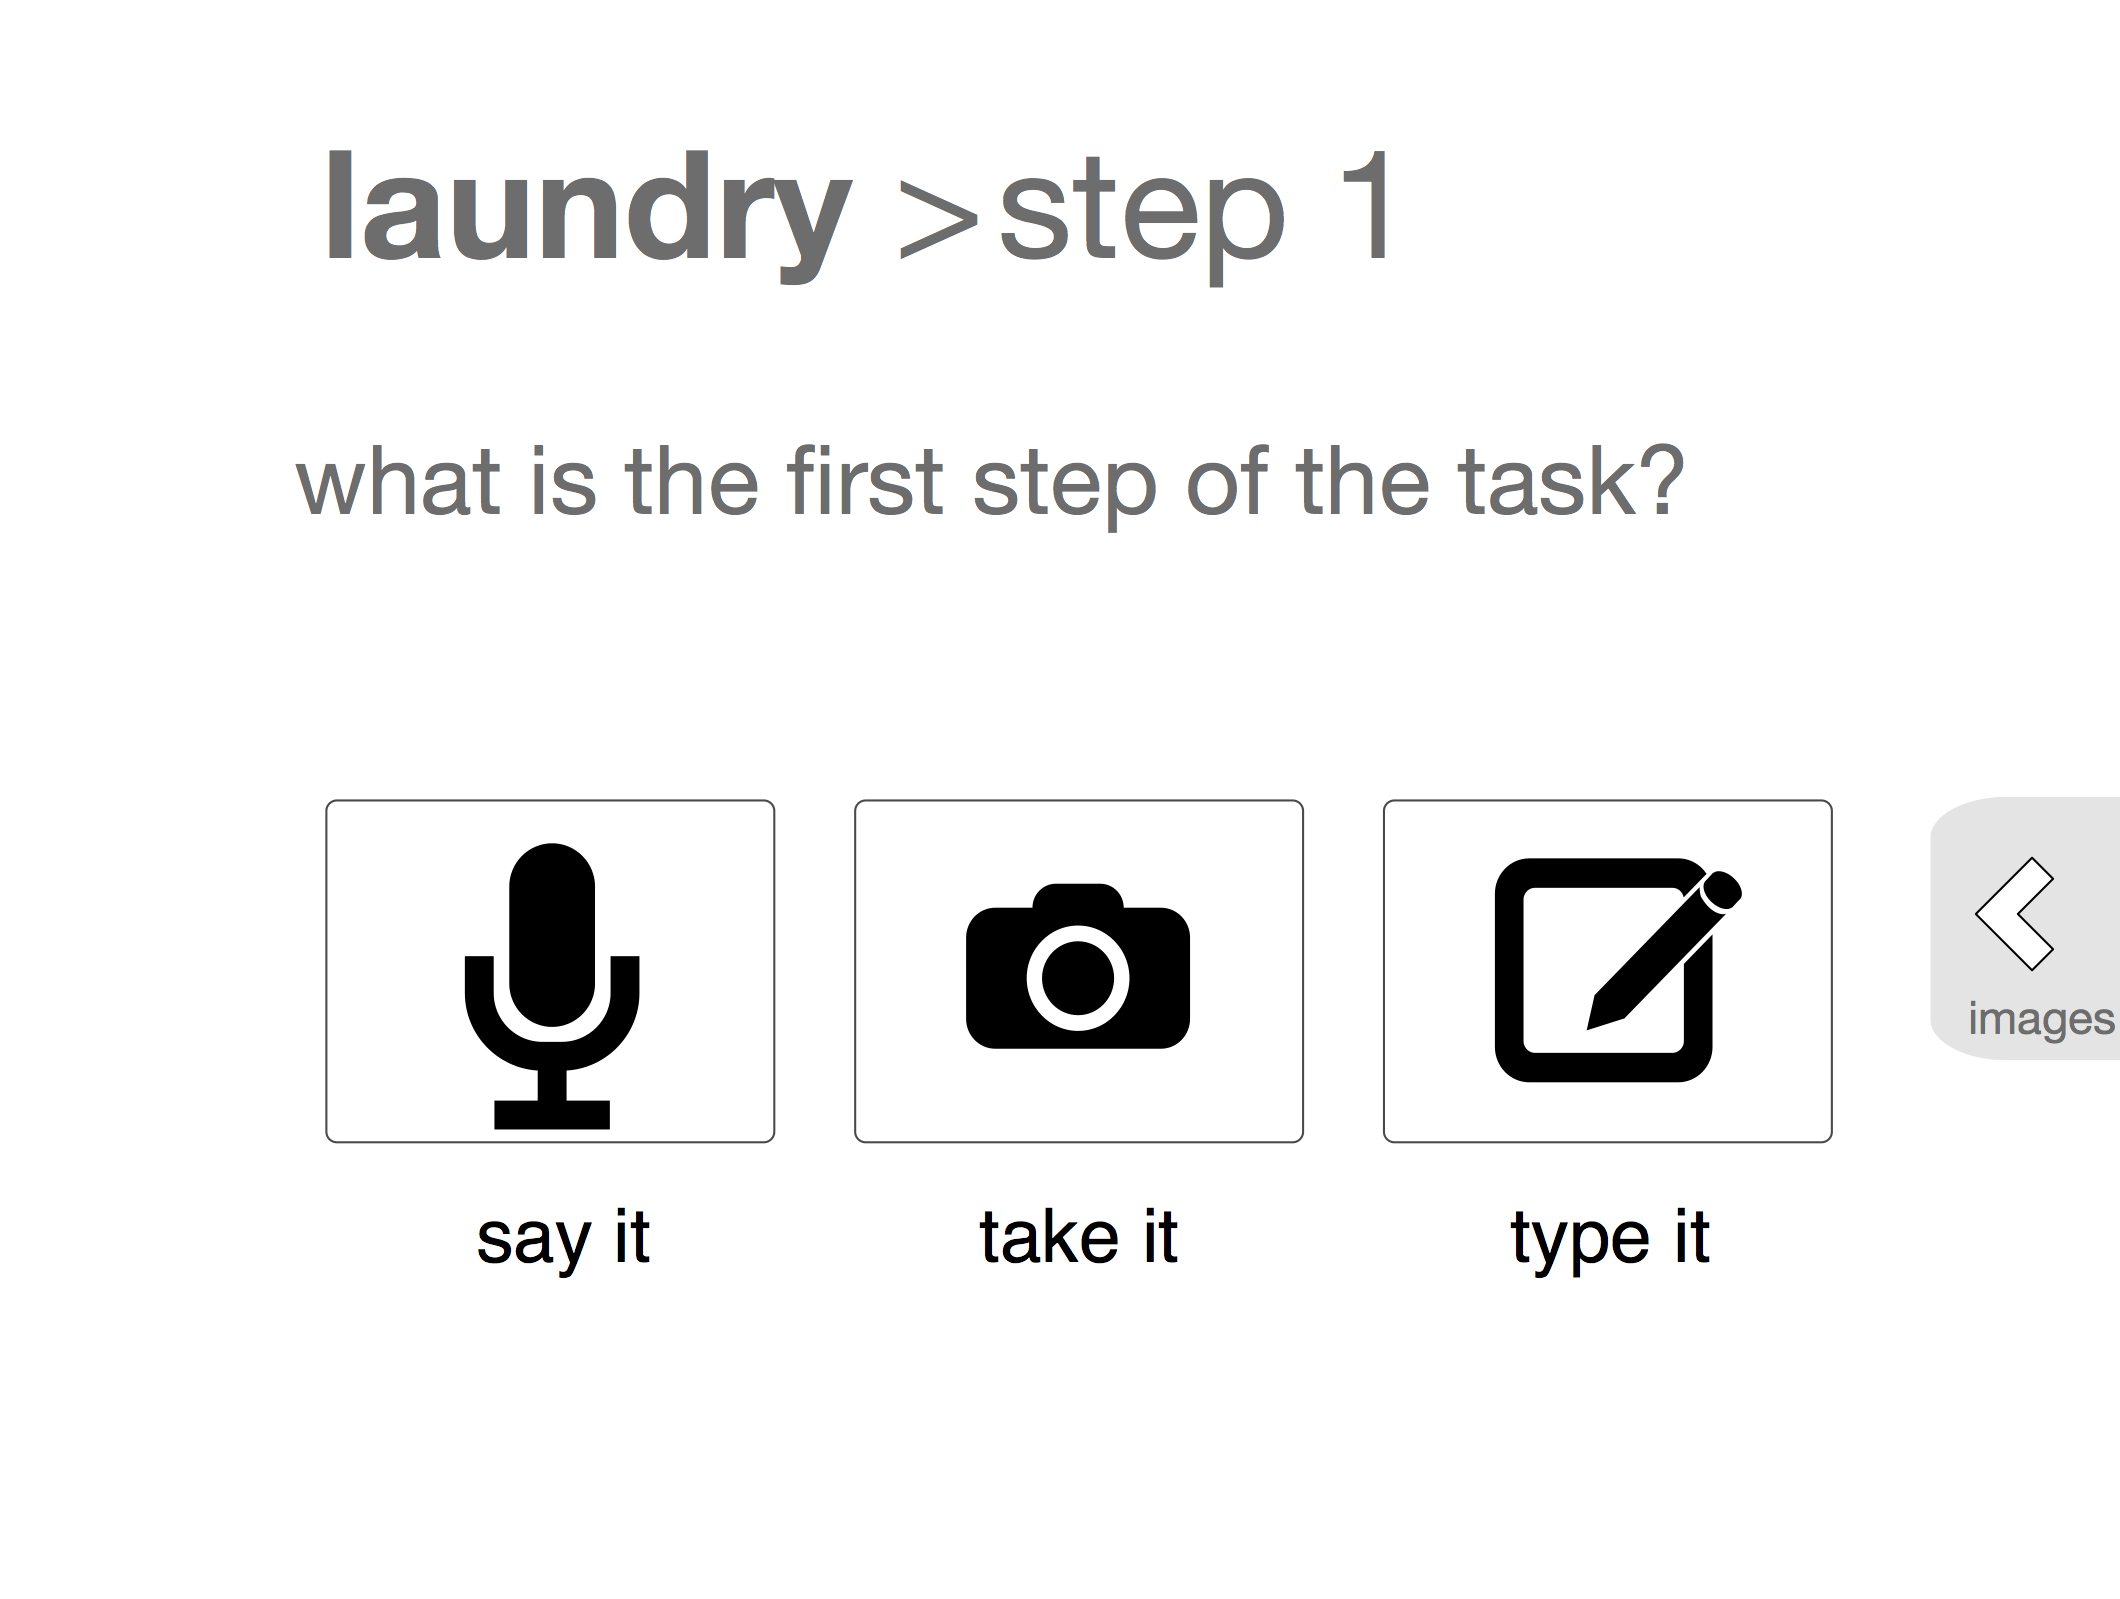 laundry >step 1
what is the first step of the task?
say it
take it
type it
images